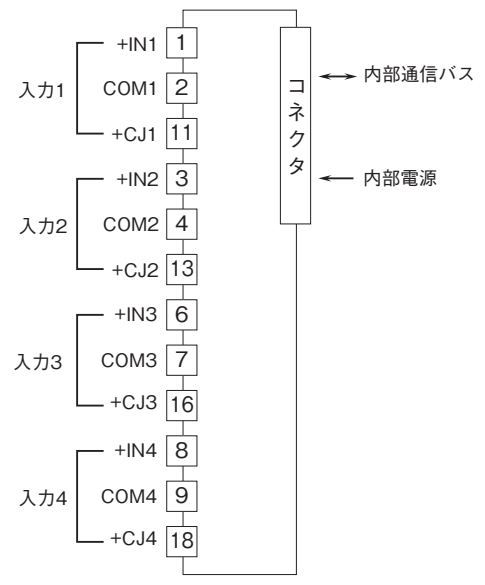 入力1
+IN1 1
COM1 2
+CJ1 11
入力2
+IN2 3
COM2 4
+CJ2 13
入力3
+IN3 6
COM3 7
+CJ3 16
入力4
+IN4 8
COM4 9
+CJ4 18
コネクタ
内部通信バス
内部電源